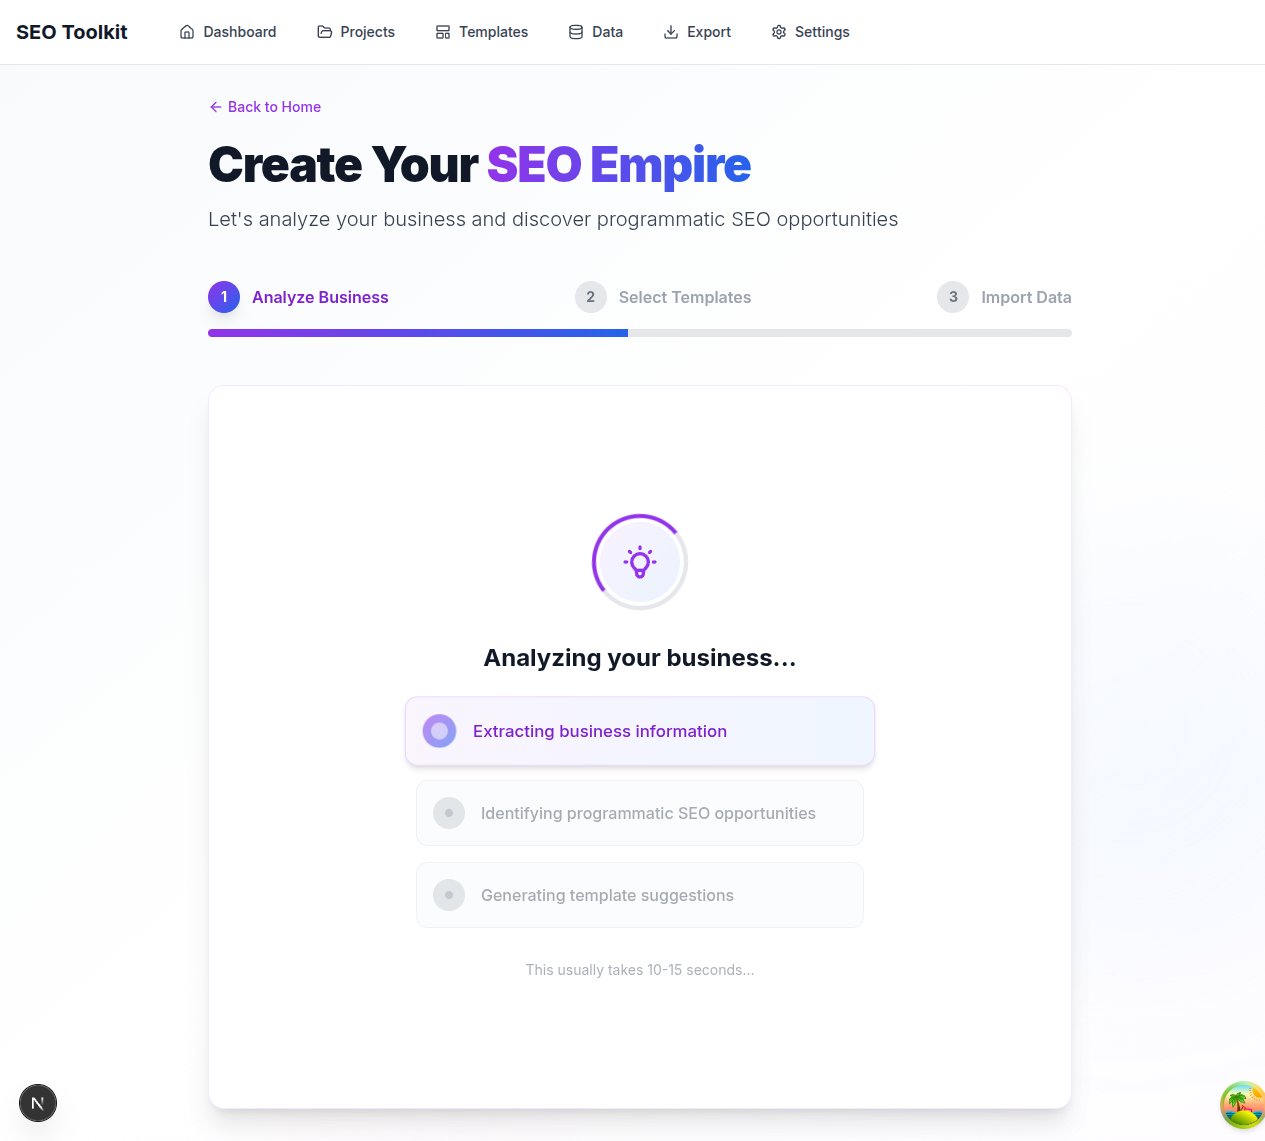 SEO Toolkit
Dashboard
Projects
Templates
Data
Export
Settings
Back to Home
Create Your SEO Empire
Let's analyze your business and discover programmatic SEO opportunities
1 Analyze Business
2 Select Templates
3 Import Data
Analyzing your business...
Extracting business information
Identifying programmatic SEO opportunities
Generating template suggestions
This usually takes 10-15 seconds...
N